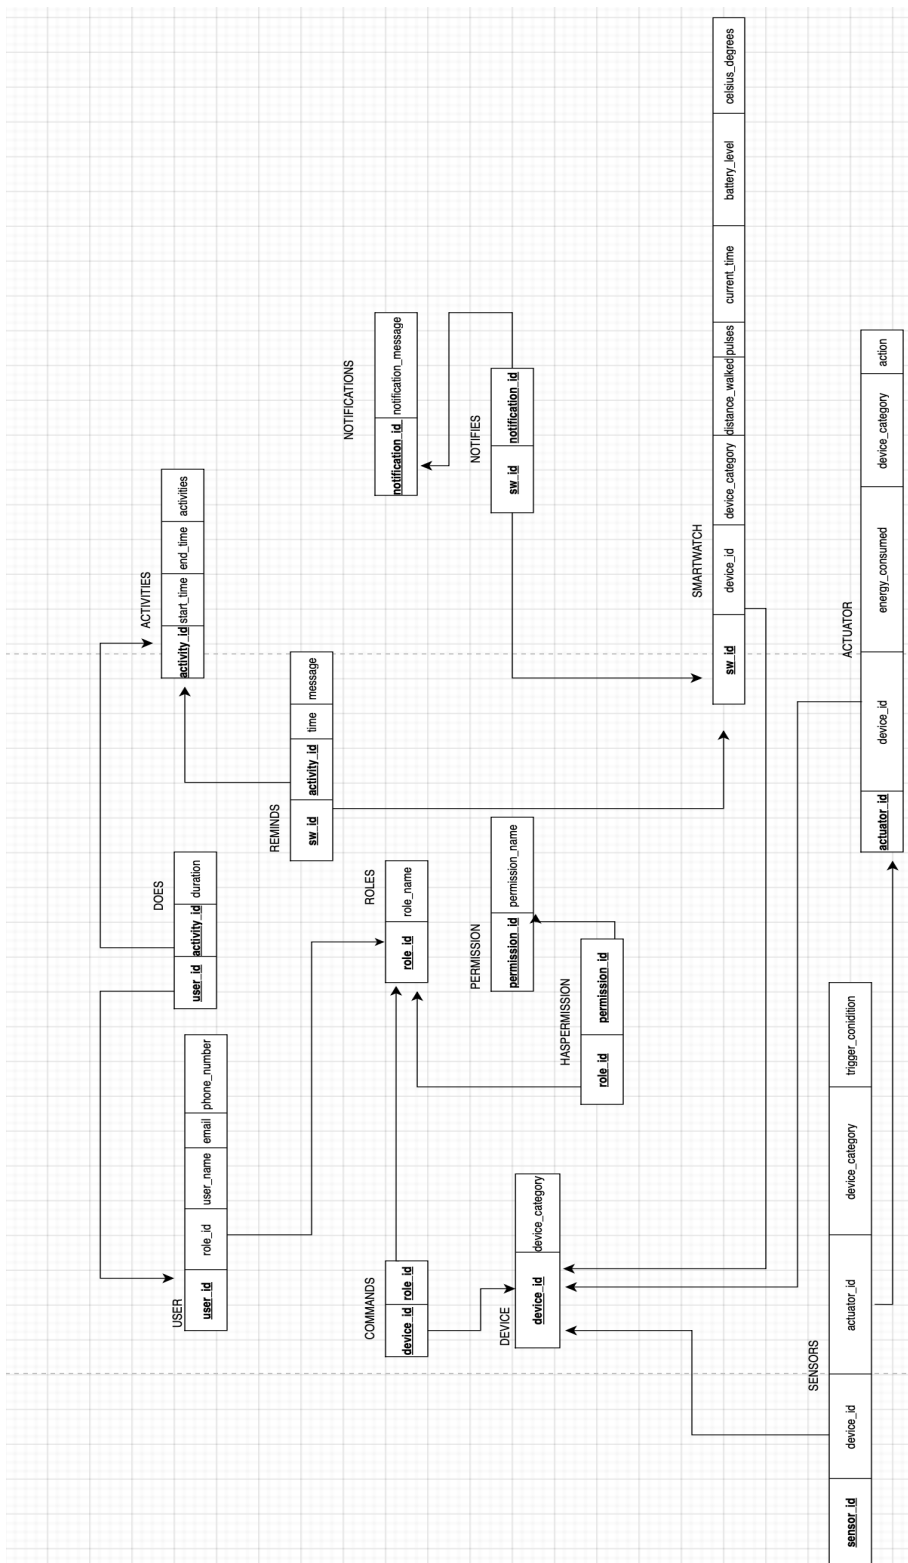 ACTIVITIES
activity_id start_time end_time activities
DOES
user_id activity_id duration
USER
user_id role_id user_name email phone_number
NOTIFICATIONS
notification_id notification_message
REMINDS
sw_id activity_id time message
ROLES
role_id role_name
COMMANDS
device_id role_id
NOTIFIES
sw_id notification_id
PERMISSION
permission_id permission_name
DEVICE
device_id device_category
HASPERMISSION
role_id permission_id
SMARTWATCH
sw_id device_id device_category distance_walked pulses current_time battery_level celsius_degrees
ACTUATOR
actuator_id device_id energy_consumed device_category action
SENSORS
sensor_id device_id actuator_id device_category trigger_conidition